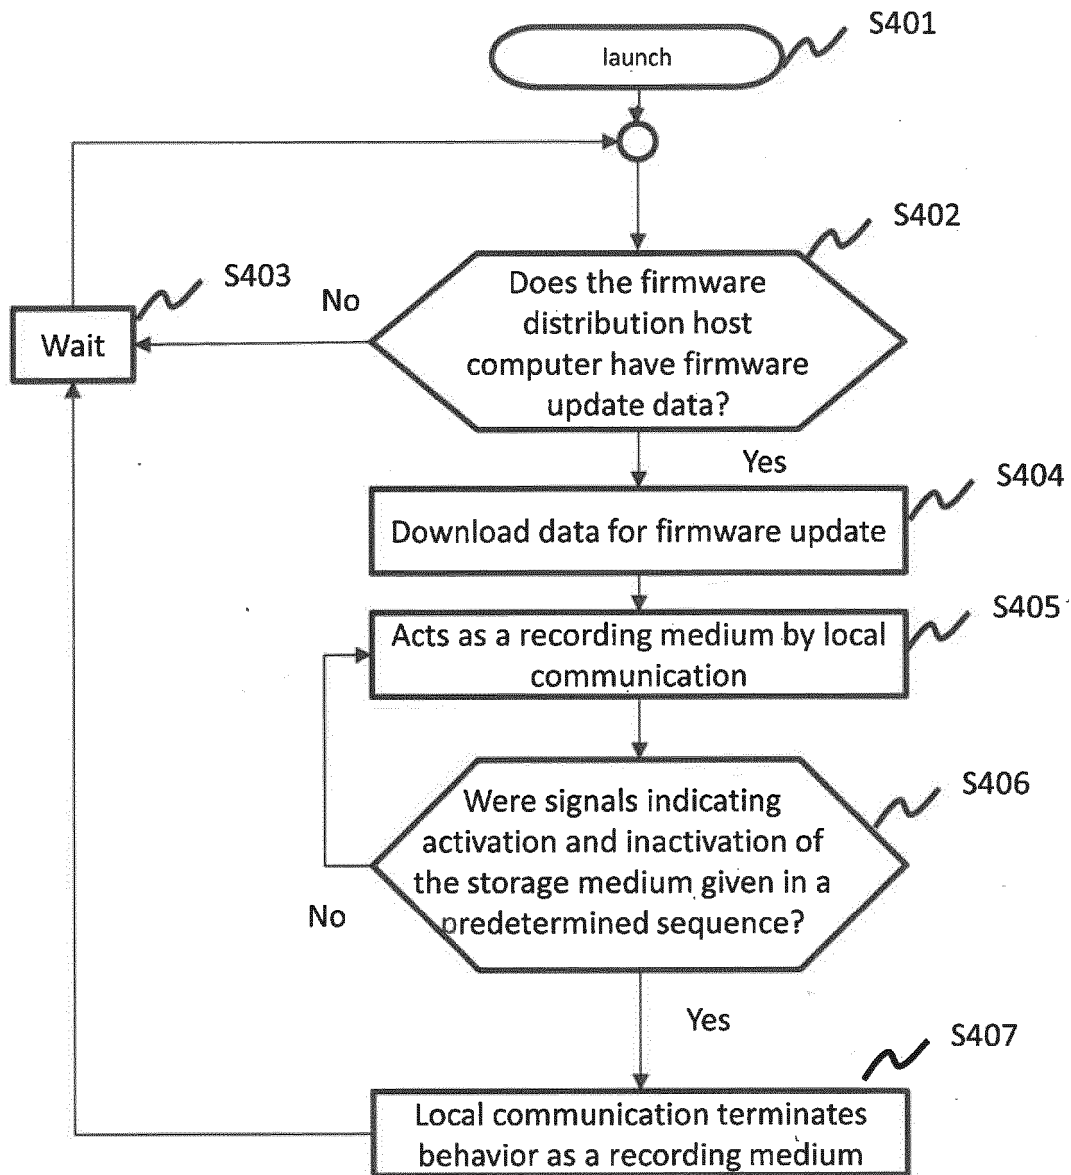 S401
launch
S402
S403
No
Does the firmware
distribution host
computer have firmware
update data?
Wait
Yes
S404
Download data for firmware update
S405
Acts as a recording medium by local
communication
S406
Were signals indicating
activation and inactivation of
the storage medium given in a
predetermined sequence?
No
Yes
S407
Local communication terminates
behavior as a recording medium